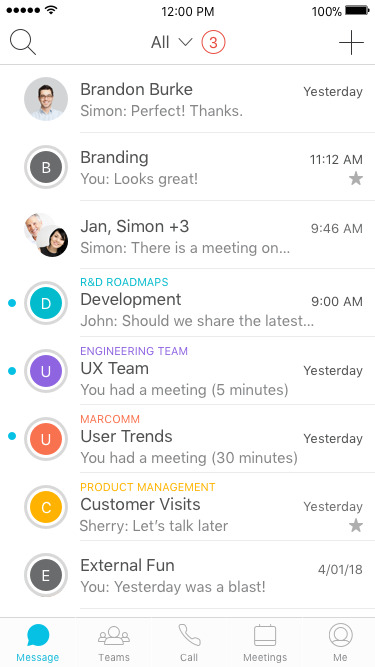 12:00 PM
100%
All 3
Brandon Burke
Yesterday
Simon: Perfect! Thanks.
B
Branding
11:12 AM
You: Looks great!
Jan, Simon +3
9:46 AM
Simon: There is a meeting on...
R&D ROADMAPS
D
Development
9:00 AM
John: Should we share the latest...
ENGINEERING TEAM
U
UX Team
Yesterday
You had a meeting (5 minutes)
MARCOMM
U
User Trends
Yesterday
You had a meeting (30 minutes)
PRODUCT MANAGEMENT
C
Customer Visits
Yesterday
Sherry: Let's talk later
E
External Fun
4/01/18
You: Yesterday was a blast!
Message
Teams
Call
Meetings
Me